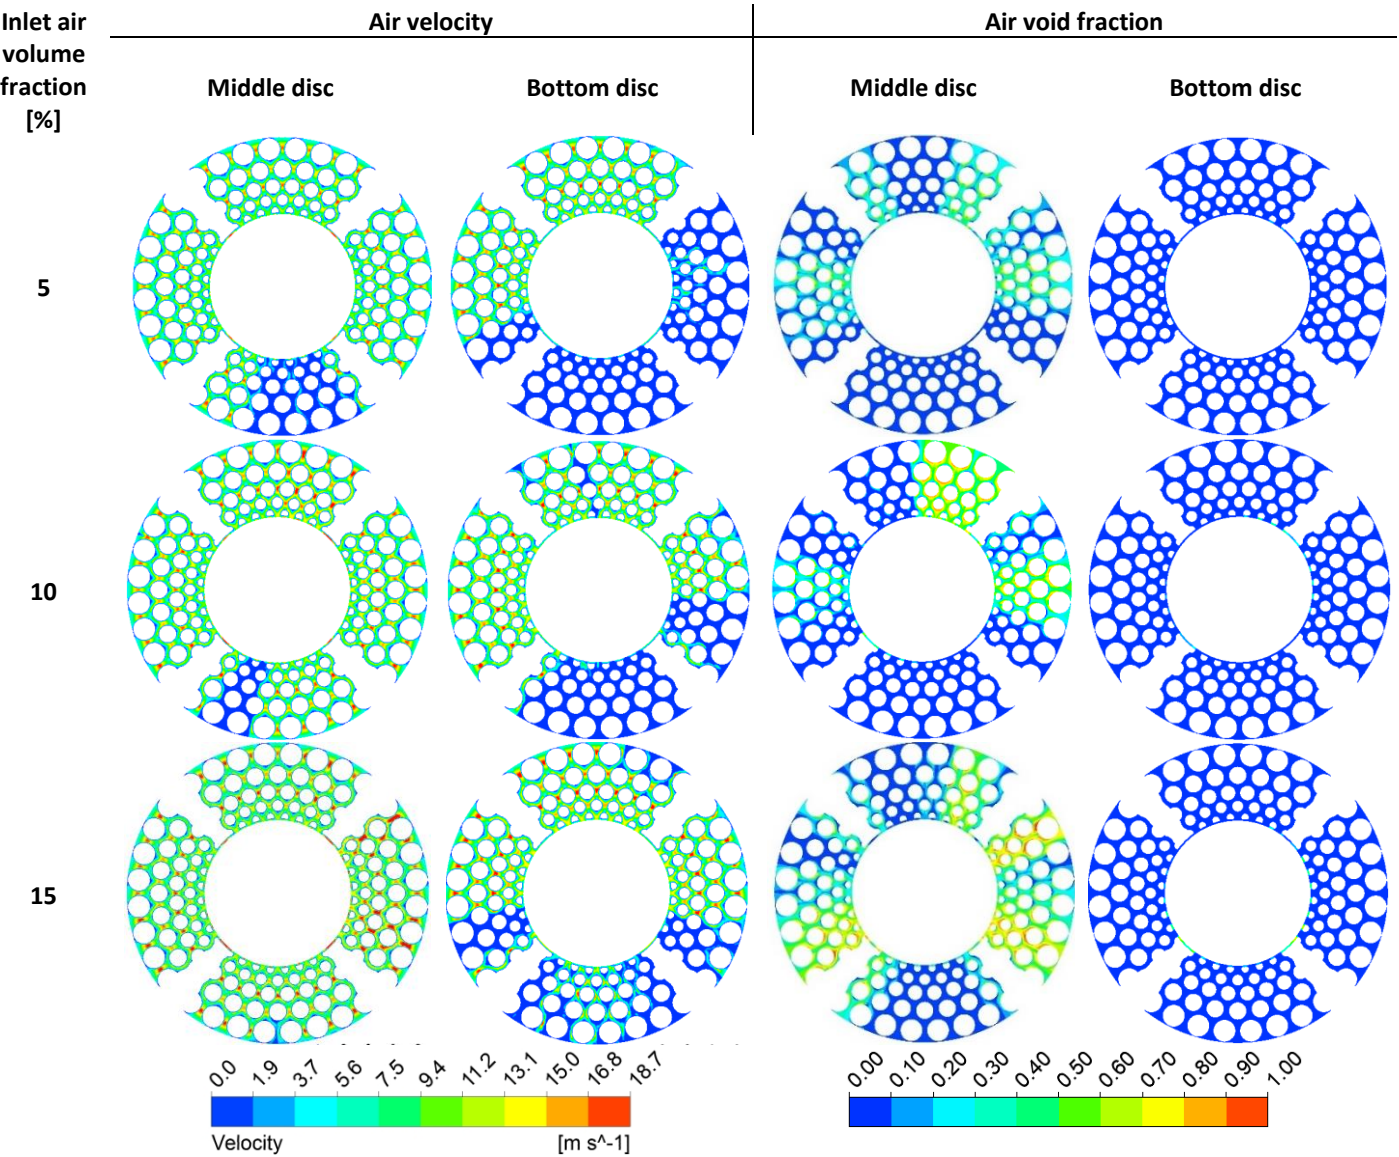 Inlet air
volume
fraction
[%]
Air velocity
Air void fraction
Middle disc
Bottom disc
Middle disc
Bottom disc
5
10
15
0.0 1.9 3.7 5.6 7.5 9.4 11.2 13.1 15.0 16.8 18.7
Velocity [m s^-1]
0.00 0.10 0.20 0.30 0.40 0.50 0.60 0.70 0.80 0.90 1.00